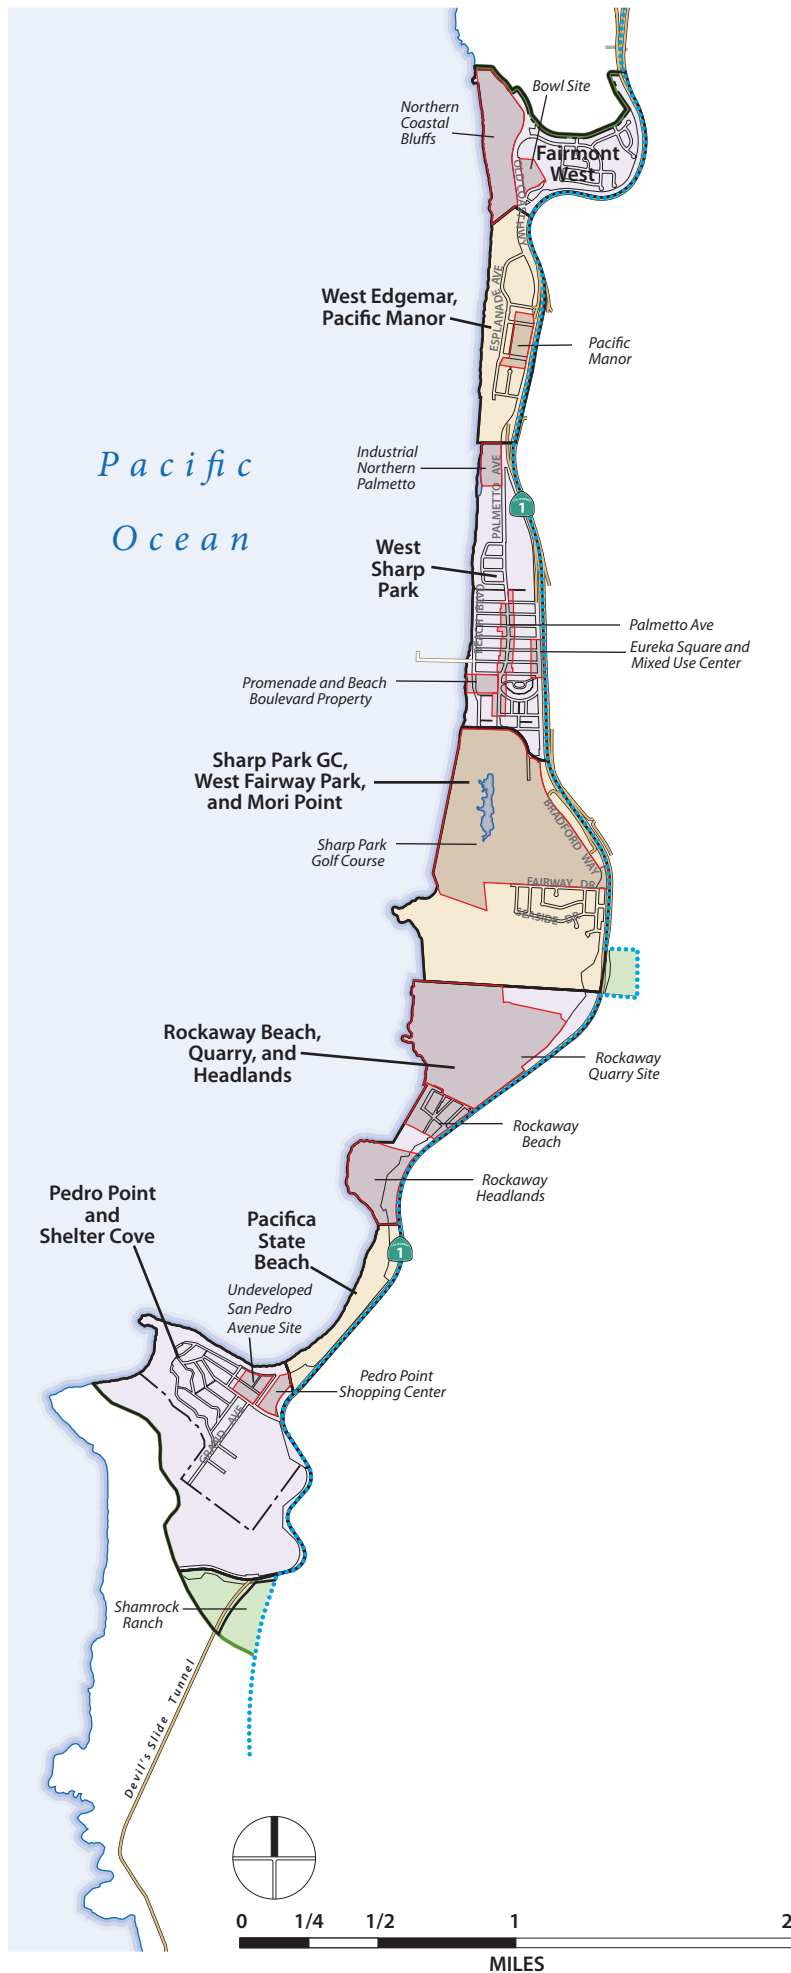 Bowl Site
Northern
Coastal
Bluffs
Fairmont
West
OLD COAST HWY
West Edgemar,
Pacific Manor
ESPLANADE AVE
Pacific
Manor
Pacific
Ocean
Industrial
Northern
Palmetto
PALMETTO AVE
1
West
Sharp
Park
BEACH BLVD
Palmetto Ave
Eureka Square and
Mixed Use Center
Promenade and Beach
Boulevard Property
Sharp Park GC,
West Fairway Park,
and Mori Point
Sharp Park
Golf Course
BRADFORD WAY
FAIRWAY DR
SEASIDE DR
Rockaway Beach,
Quarry, and
Headlands
Rockaway
Quarry Site
Rockaway
Beach
Rockaway
Headlands
Pedro Point
and
Shelter Cove
Pacifica
State
Beach
1
Undeveloped
San Pedro
Avenue Site
Pedro Point
Shopping Center
GRAND AVE
Shamrock
Ranch
Devil's Slide Tunnel
0 1/4 1/2 1 2
MILES